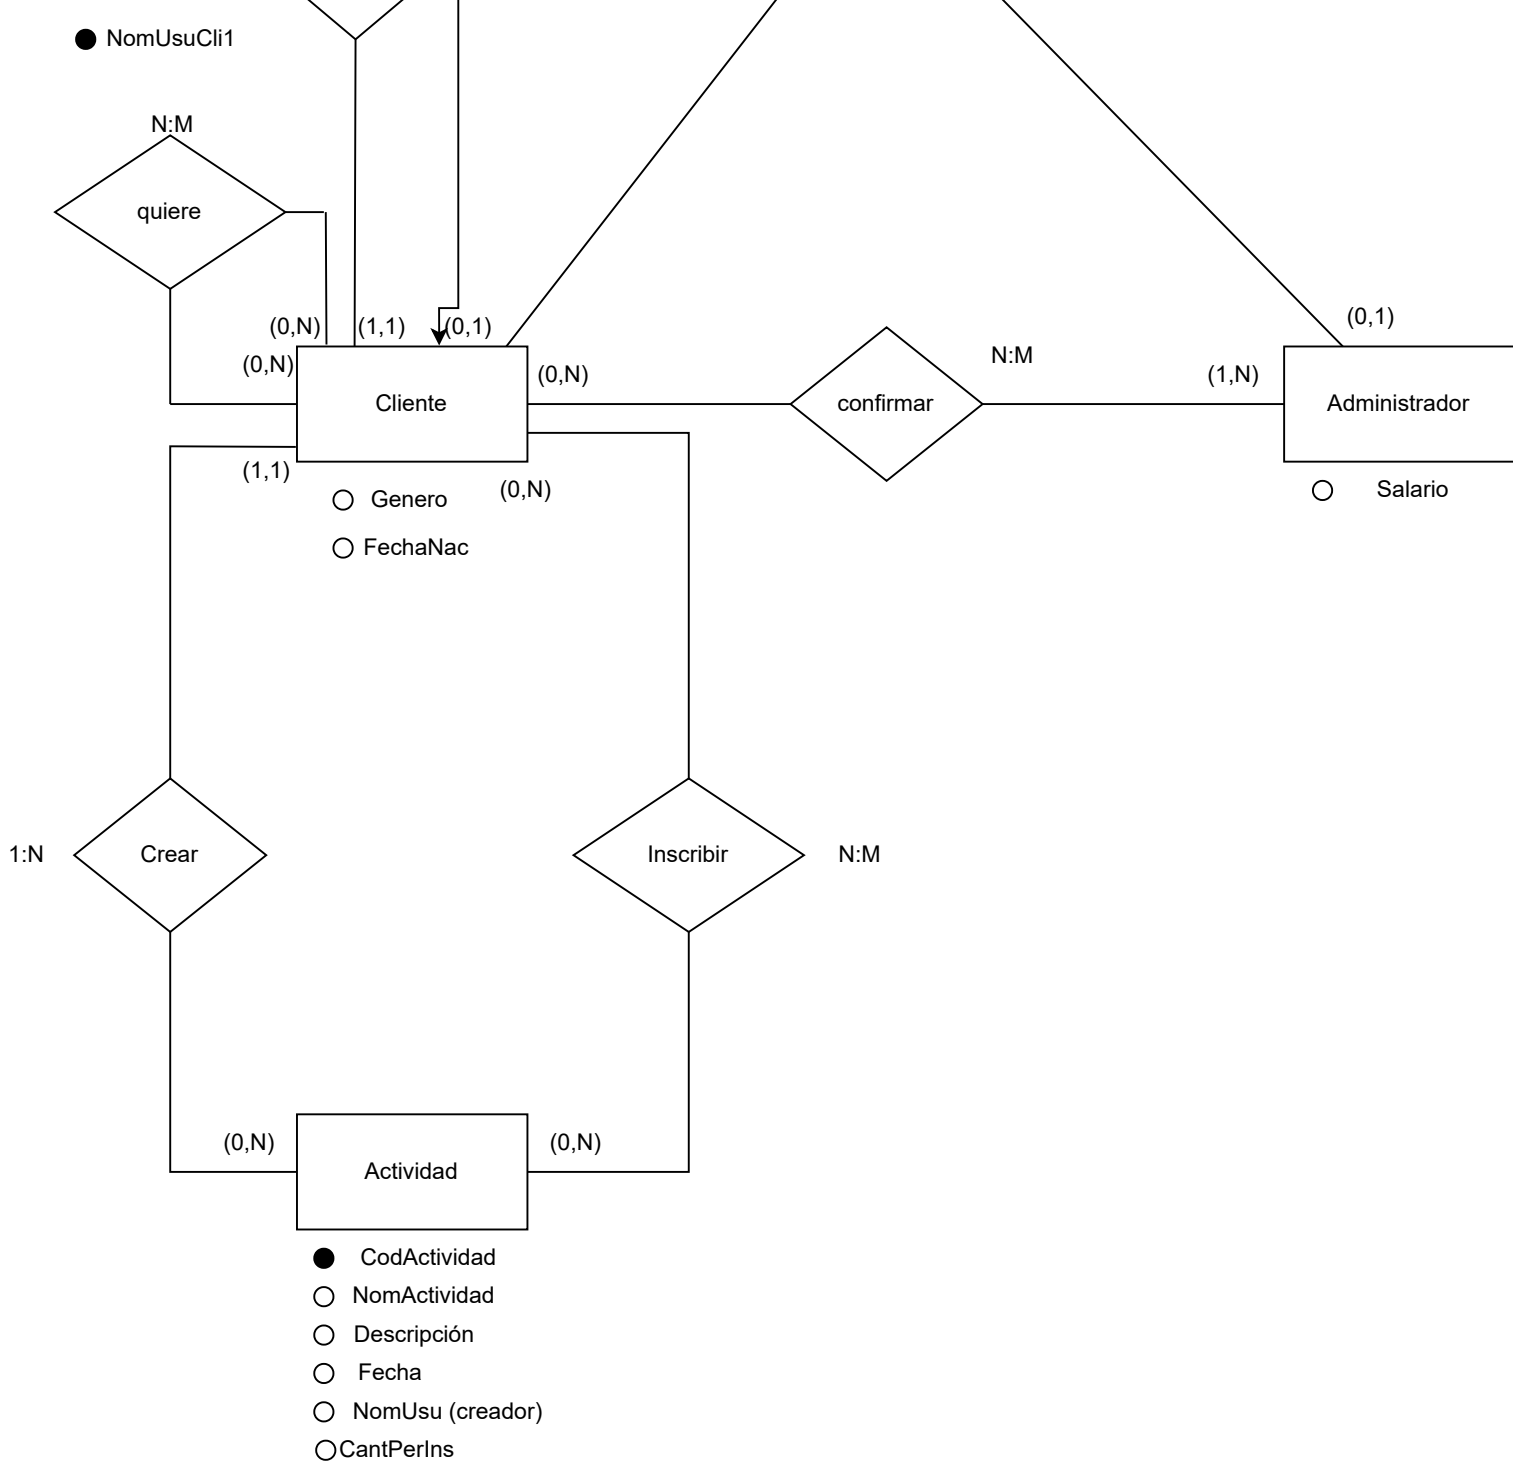 NomUsuCli1
N:M
quiere
(0,N)
(1,1)
(0,1)
(0,1)
(0,N)
(0,N)
N:M
(1,N)
Cliente
confirmar
Administrador
(1,1)
(0,N)
Salario
Genero
FechaNac
1:N
Crear
Inscribir
N:M
(0,N)
(0,N)
Actividad
CodActividad
NomActividad
Descripción
Fecha
NomUsu (creador)
CantPerIns